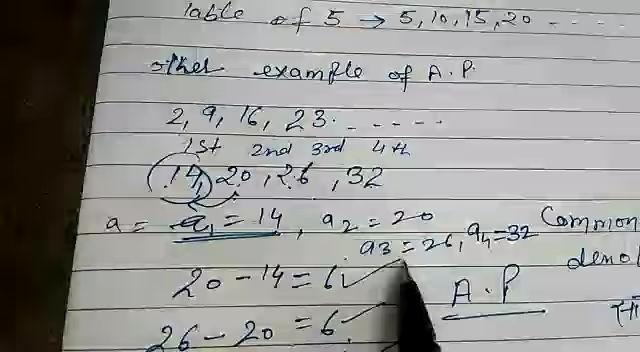 Table of 5 → 5, 10, 15, 20 - - - -
other example of A.P.
2, 9, 16, 23. - - - - -
1st 2nd 3rd 4th
14, 20, 26, 32
a = a1 = 14, a2 = 20
a3 = 26, a4 = 32
Common
20 - 14 = 6 ✓
A.P
26 - 20 = 6 ✓